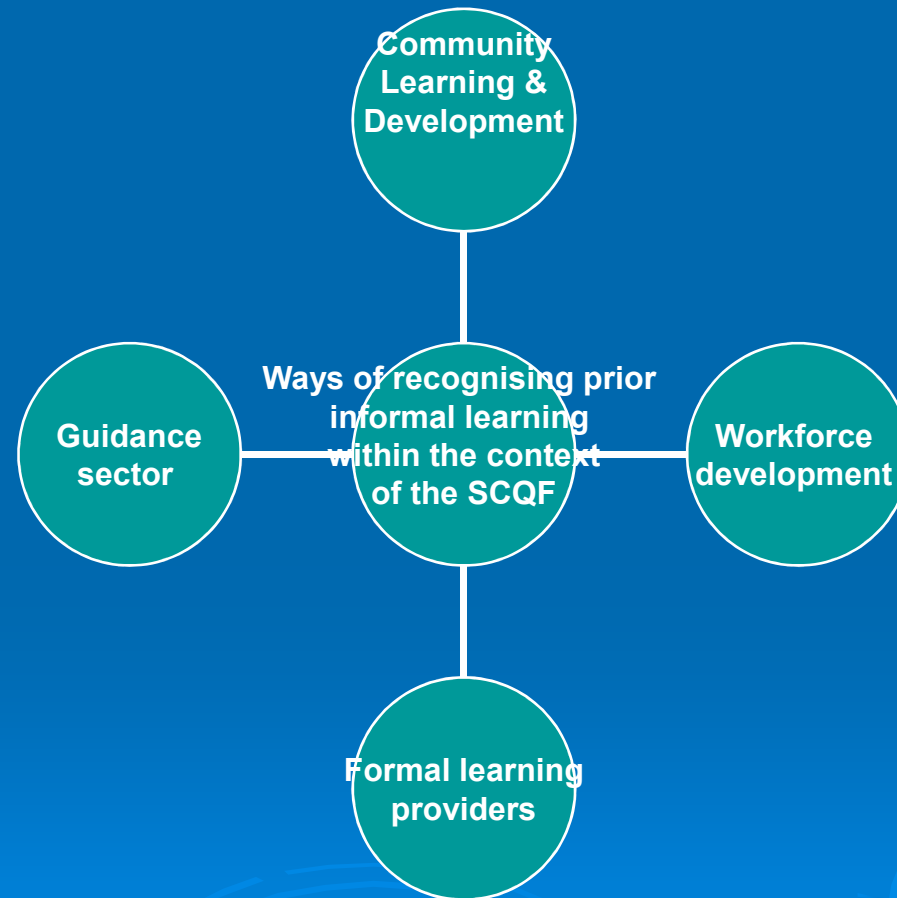 Community
Learning &
Development
Ways of recognising prior
informal learning
within the context
of the SCQF
Guidance
sector
Workforce
development
Formal learning
providers